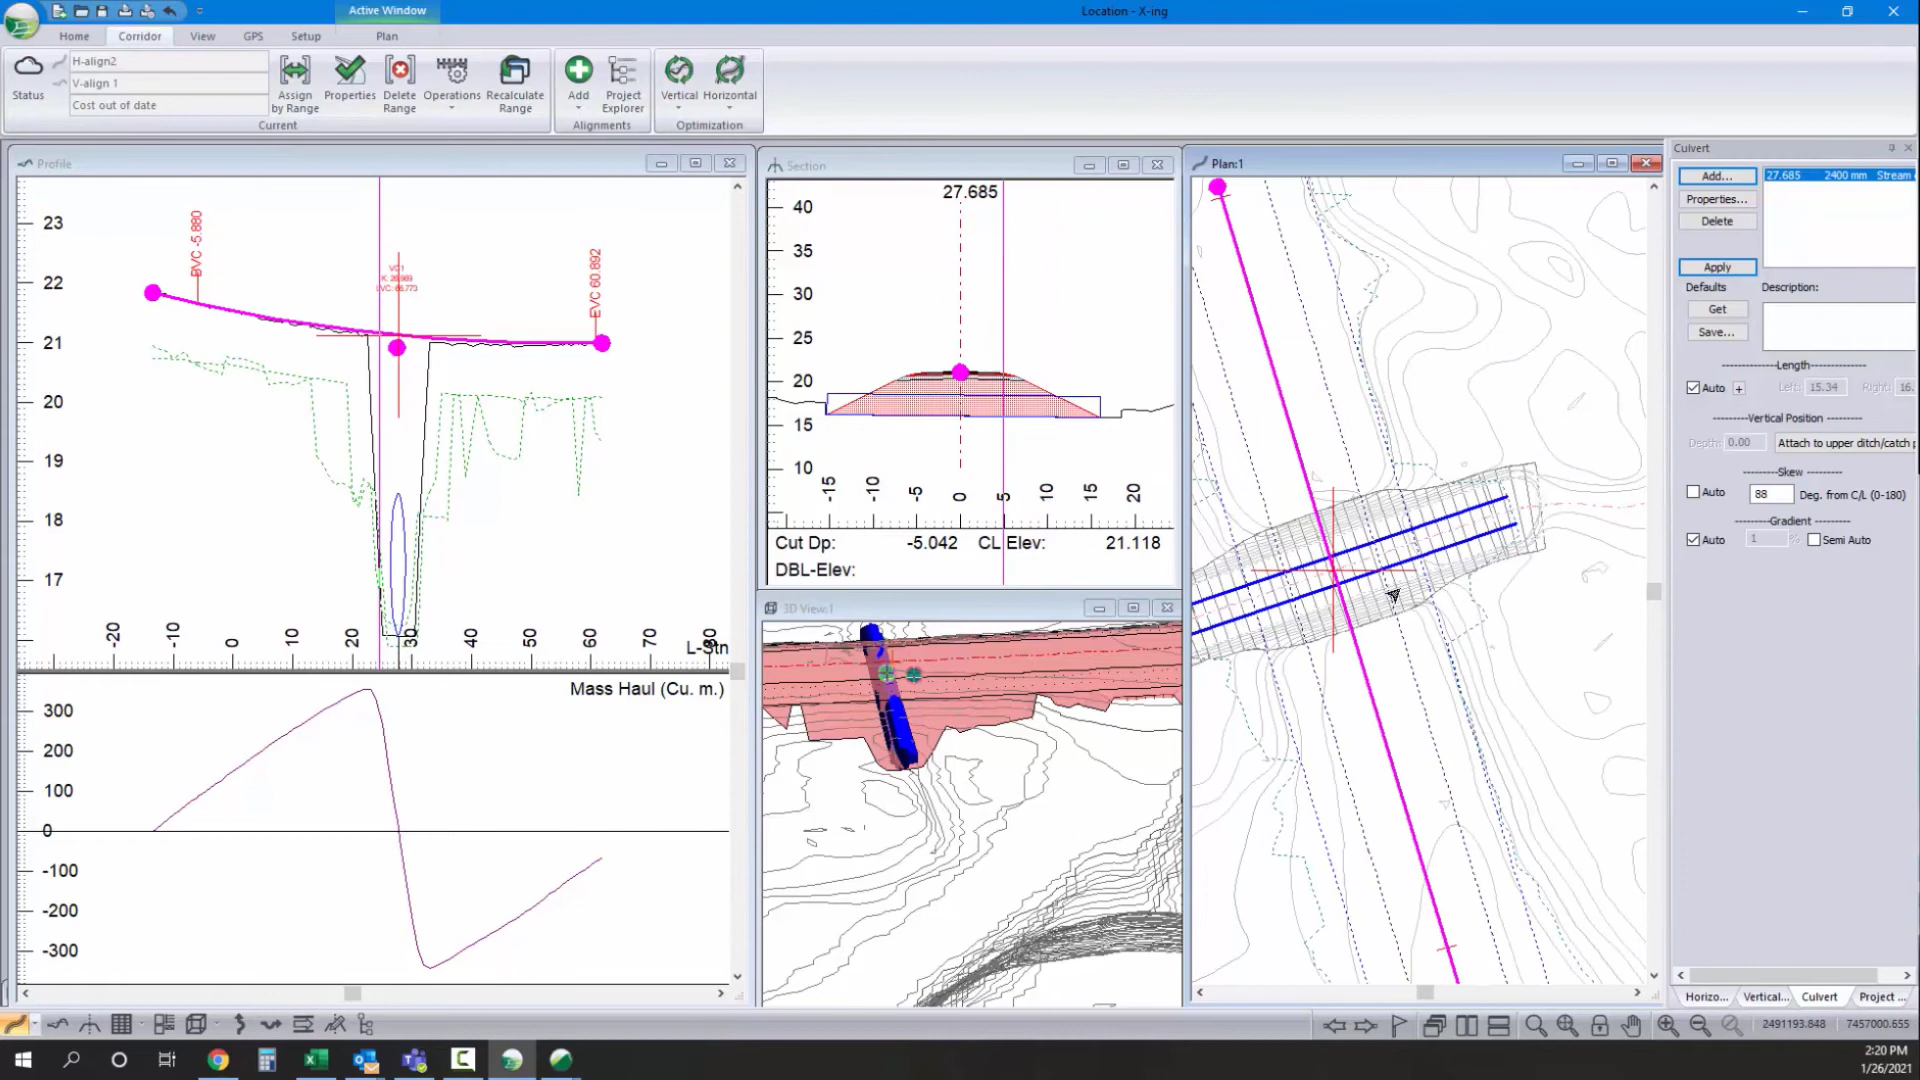 Active Window
Location - X-ing
Home Corridor View GPS Setup Plan
Status
H-align2
V-align 1
Cost out of date
Assign by Range
Properties
Delete Range
Operations
Recalculate Range
Current
Add
Project Explorer
Alignments
Vertical
Horizontal
Optimization
Profile
23
22
21
20
19
18
17
BVC -5.880
VC1
EVC 60.892
-20 -10 0 10 20 30 40 50 60 70 80
L-Stn
Mass Haul (Cu. m.)
300
200
100
0
-100
-200
-300
Section
27.685
40
35
30
25
20
15
10
-15 -10 -5 0 5 10 15 20
Cut Dp: -5.042 CL Elev: 21.118
DBL-Elev:
3D View:1
Plan:1
Culvert
Add...
27.685 2400 mm Stream
Properties...
Delete
Apply
Defaults Description:
Get
Save...
Length
Auto + Left: 15.34 Right: 16.
Vertical Position
Depth: 0.00 Attach to upper ditch/catch
Skew
Auto 88 Deg. from C/L (0-180)
Gradient
Auto 1 % Semi Auto
Horizo... Vertical... Culvert Project ...
2491193.848 7457000.655
2:20 PM
1/26/2021